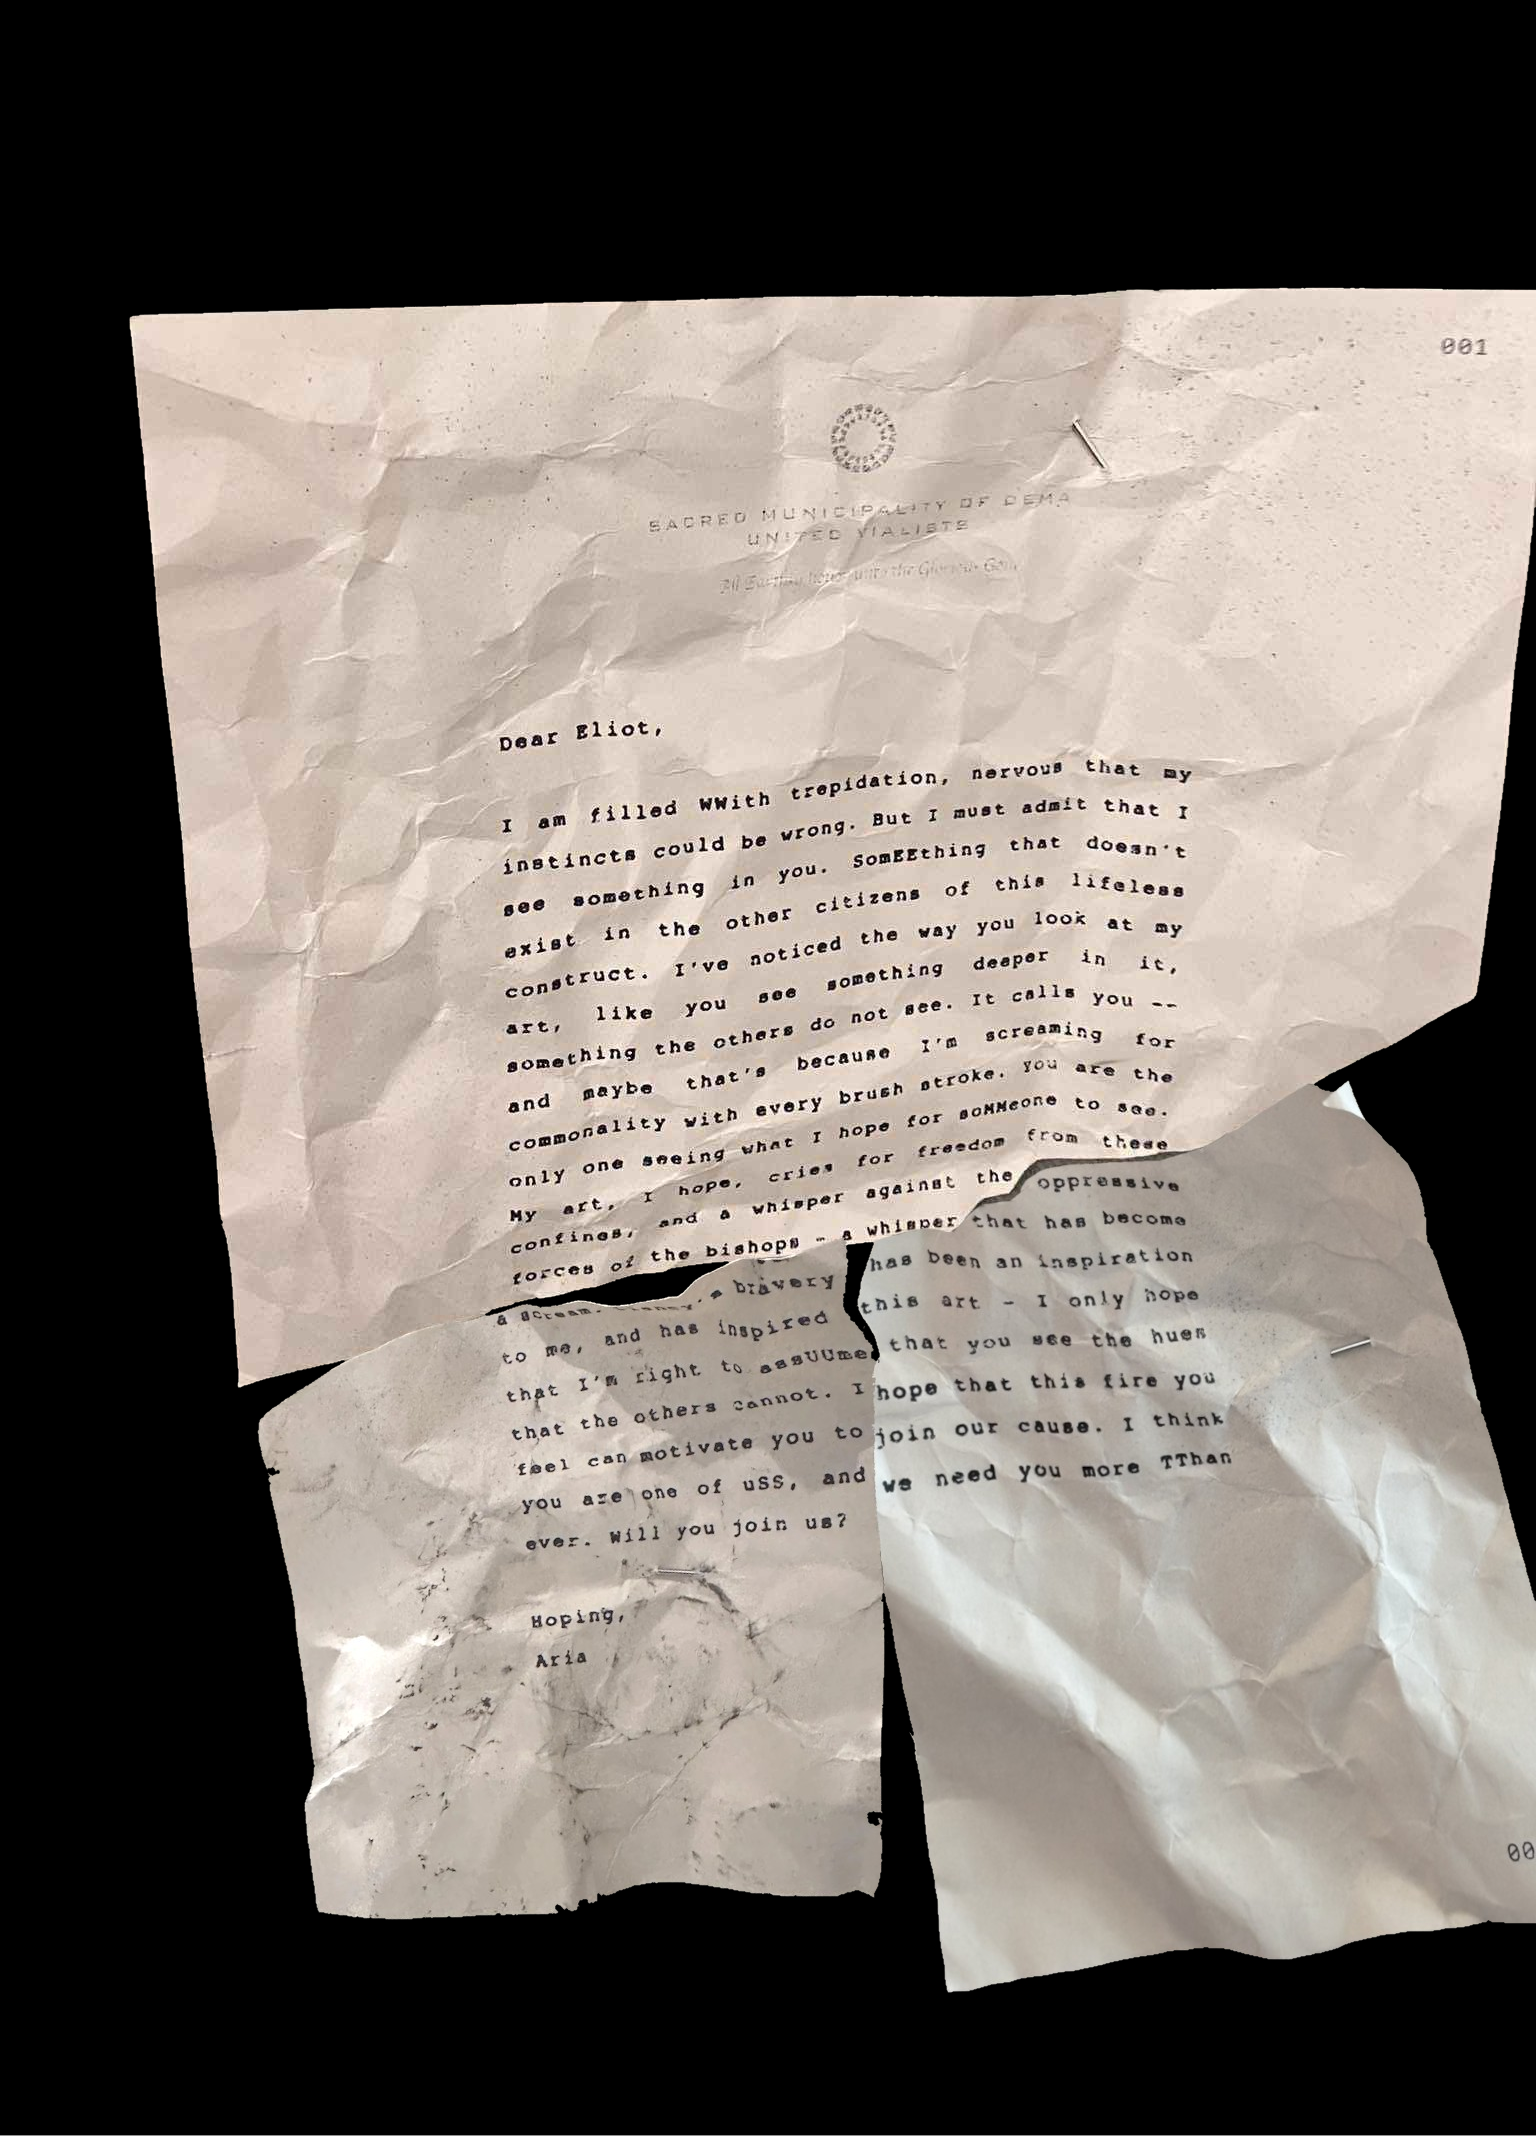 001
SACRED MUNICIPALITY OF DEMA
UNITED VIALISTS
unto the Glorious
Dear Eliot,
I am filled WWith trepidation, nervous that my
instincts could be wrong. But I must admit that I
see something in you. SomEEthing that doesn't
exist in the other citizens of this lifeless
construct. I've noticed the way you look at my
art, like you see something deeper in it,
something the others do not see. It calls you --
and maybe that's because I'm screaming for
commonality with every brush stroke. You are the
only one seeing what I hope for soMMeone to see.
My art, I hope, cries for freedom from these
confines, and a whisper against the oppressive
forces of the bishops - a whisper that has become
a scream. bravery has been an inspiration
to me, and has inspired this art - I only hope
that I'm right to assUUme that you see the hues
that the others cannot. I hope that this fire you
feel can motivate you to join our cause. I think
you are one of uSS, and we need you more TThan
ever. Will you join us?
Hoping,
Aria
00